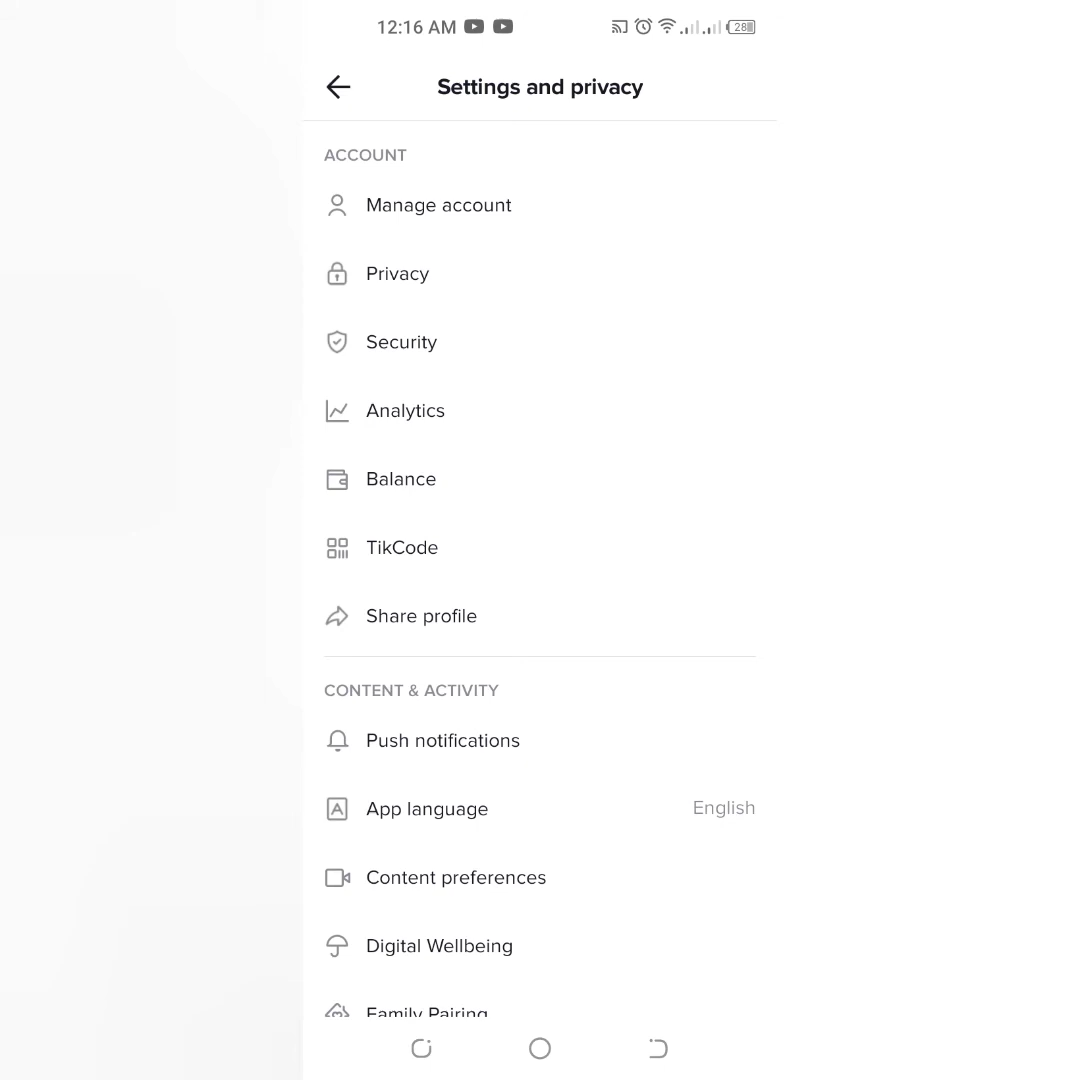 12:16 AM 28
Settings and privacy
ACCOUNT
Manage account
Privacy
Security
Analytics
Balance
TikCode
Share profile
CONTENT & ACTIVITY
Push notifications
App language English
Content preferences
Digital Wellbeing
Family Pairing